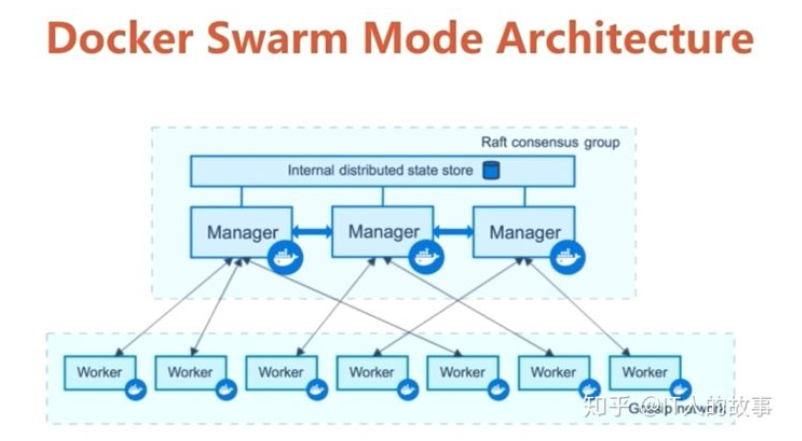 Docker Swarm Mode Architecture
Raft consensus group
Internal distributed state store
Manager Manager Manager
Worker Worker Worker Worker Worker Worker Worker
Gossip network
知乎 @IT人的故事